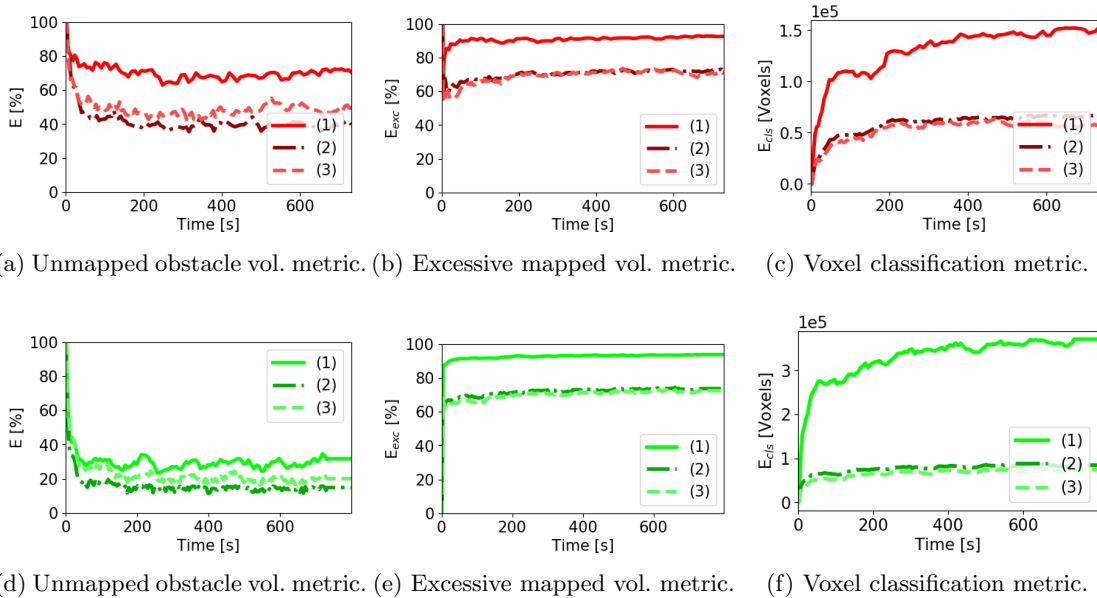 1e5
100
80
60
40
20
0
E [%]
(1)
(2)
(3)
0 200 400 600
Time [s]
100
80
60
40
20
0
E_exc [%]
(1)
(2)
(3)
0 200 400 600
Time [s]
1.5
1.0
0.5
0.0
E_cls [Voxels]
(1)
(2)
(3)
0 200 400 600
Time [s]
(a) Unmapped obstacle vol. metric. (b) Excessive mapped vol. metric. (c) Voxel classification metric.
1e5
100
80
60
40
20
0
E [%]
(1)
(2)
(3)
0 200 400 600
Time [s]
100
80
60
40
20
0
E_exc [%]
(1)
(2)
(3)
0 200 400 600
Time [s]
3
2
1
0
E_cls [Voxels]
(1)
(2)
(3)
0 200 400 600
Time [s]
(d) Unmapped obstacle vol. metric. (e) Excessive mapped vol. metric. (f) Voxel classification metric.